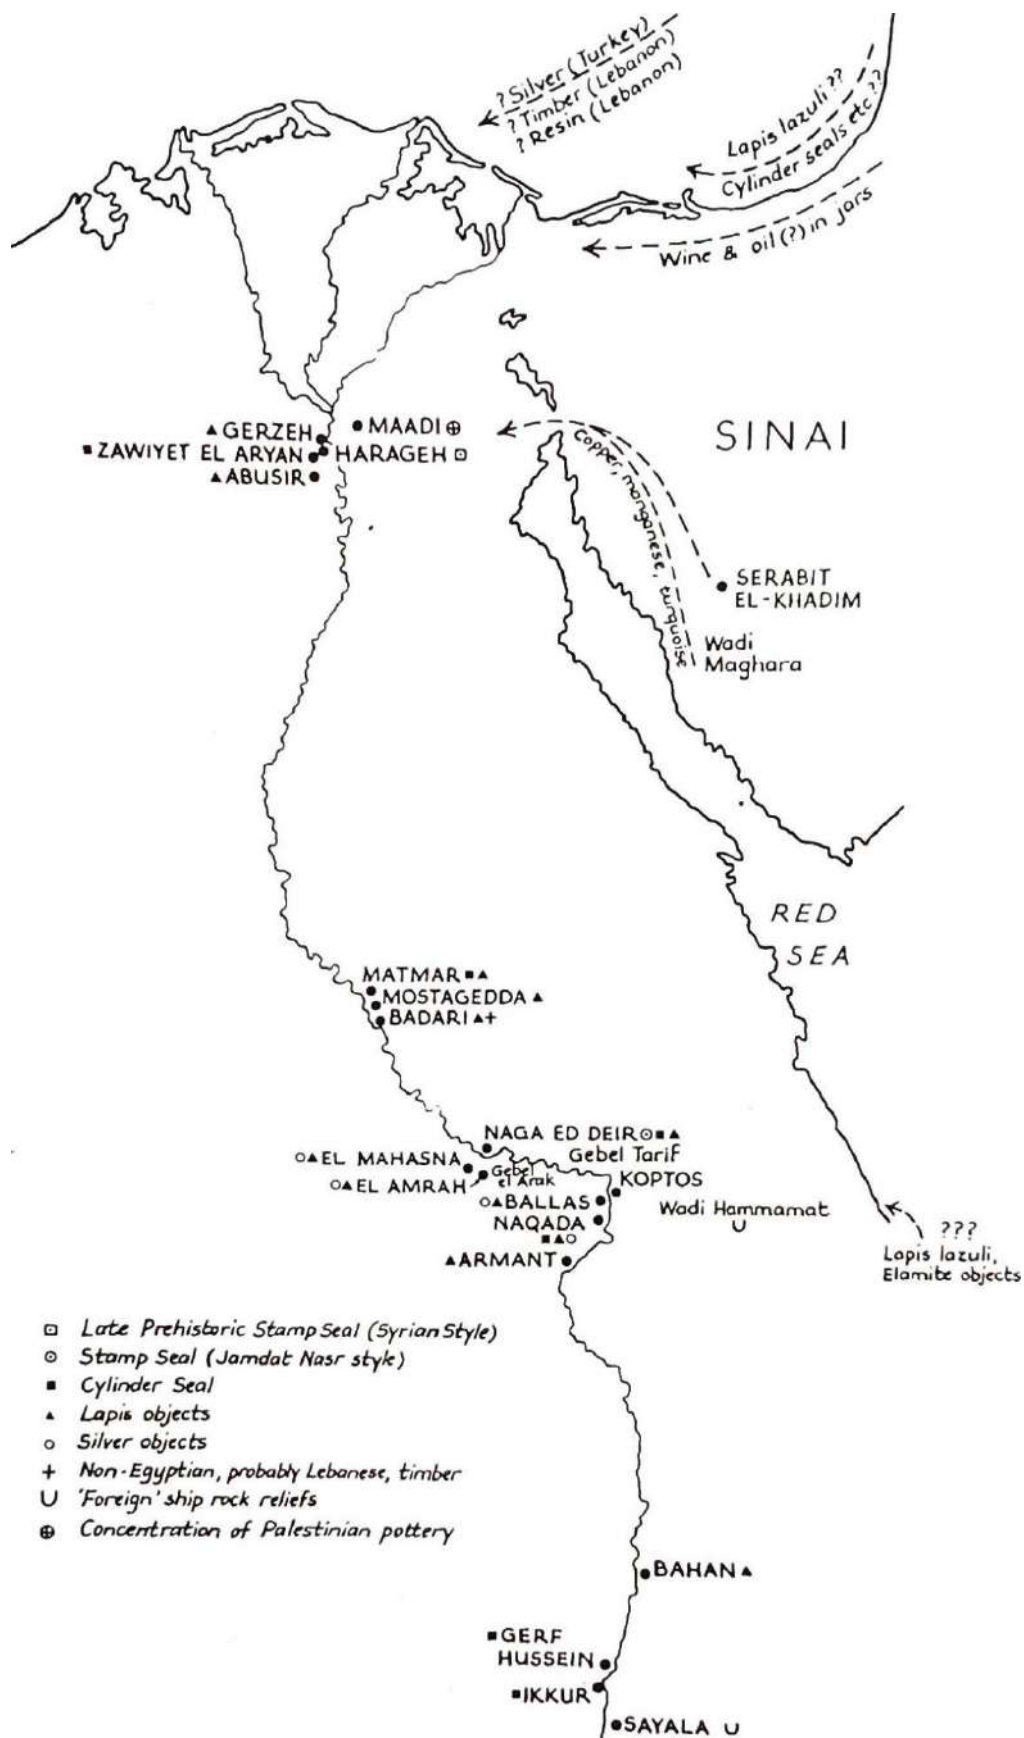 ? Silver (Turkey)
? Timber (Lebanon)
? Resin (Lebanon)
Lapis lazuli ??
Cylinder seals etc ??
Wine & oil (?) in jars
▲ GERZEH
MAADI ⊕
■ ZAWIYET EL ARYAN
HARAGEH ⊡
▲ ABUSIR
SINAI
Copper, manganese, turquoise
SERABIT
EL-KHADIM
Wadi
Maghara
RED
SEA
MATMAR ■ ▲
MOSTAGEDDA ▲
BADARI ▲ +
NAGA ED DEIR ⊙ ■ ▲
Gebel Tarif
○ ▲ EL MAHASNA
Gebel
el Arak
○ ▲ EL AMRAH
KOPTOS
○ ▲ BALLAS
Wadi Hammamat
U
NAQADA
■ ▲ ○
▲ ARMANT
???
Lapis lazuli,
Elamite objects
⊡ Late Prehistoric Stamp Seal (Syrian Style)
⊙ Stamp Seal (Jamdat Nasr style)
■ Cylinder Seal
▲ Lapis objects
○ Silver objects
+ Non-Egyptian, probably Lebanese, timber
U 'Foreign' ship rock reliefs
⊕ Concentration of Palestinian pottery
BAHAN ▲
■ GERF
HUSSEIN
■ IKKUR
SAYALA U